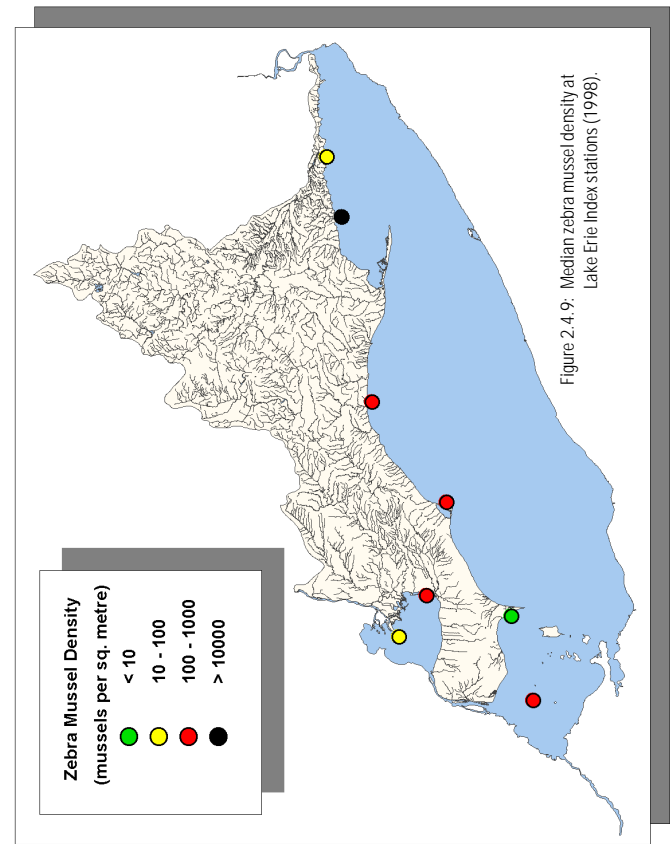 Zebra Mussel Density
(mussels per sq. metre)
< 10
10 - 100
100 - 1000
> 10000
Figure 2.4.9: Median zebra mussel density at
Lake Erie Index stations (1998).